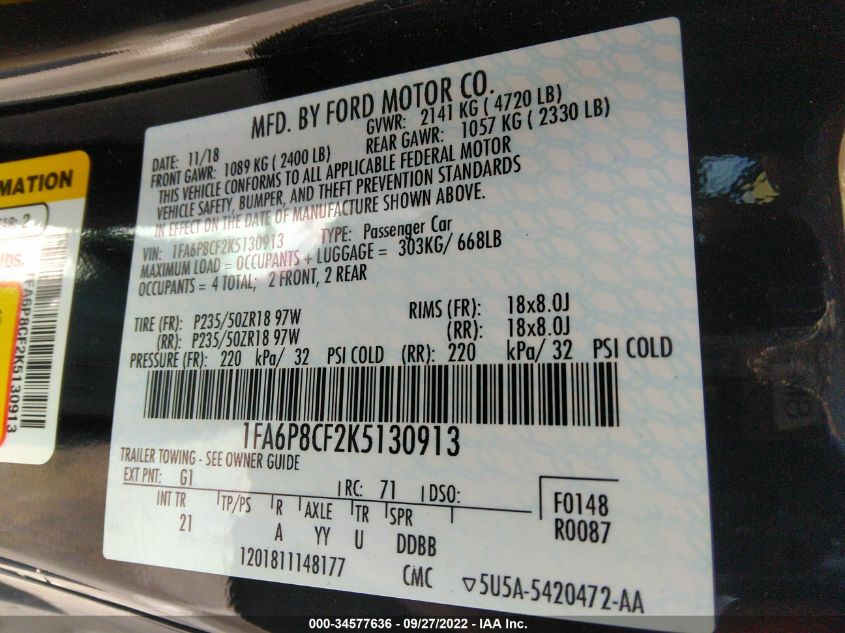 MFD. BY FORD MOTOR CO.
DATE: 11/18
GVWR: 2141 KG ( 4720 LB)
FRONT GAWR: 1089 KG ( 2400 LB)
REAR GAWR: 1057 KG ( 2330 LB)
THIS VEHICLE CONFORMS TO ALL APPLICABLE FEDERAL MOTOR
VEHICLE SAFETY, BUMPER, AND THEFT PREVENTION STANDARDS
IN EFFECT ON THE DATE OF MANUFACTURE SHOWN ABOVE.
VIN: 1FA6P8CF2K5130913 TYPE: Passenger Car
MAXIMUM LOAD = OCCUPANTS + LUGGAGE = 303KG/ 668LB
OCCUPANTS = 4 TOTAL; 2 FRONT, 2 REAR
TIRE (FR): P235/50ZR18 97W RIMS (FR): 18x8.0J
(RR): P235/50ZR18 97W (RR): 18x8.0J
PRESSURE (FR): 220 kPa/ 32 PSI COLD (RR): 220 kPa/ 32 PSI COLD
1FA6P8CF2K5130913
TRAILER TOWING - SEE OWNER GUIDE
EXT PNT: G1 RC: 71 DSO:
INT TR TP/PS R AXLE TR SPR
21 A YY U DDBB
F0148
R0087
1201811148177 CMC ▽5U5A-5420472-AA
MATION
AR: 2
DS.
1FA6P8CF2K5130913
000-34577636 - 09/27/2022 - IAA Inc.